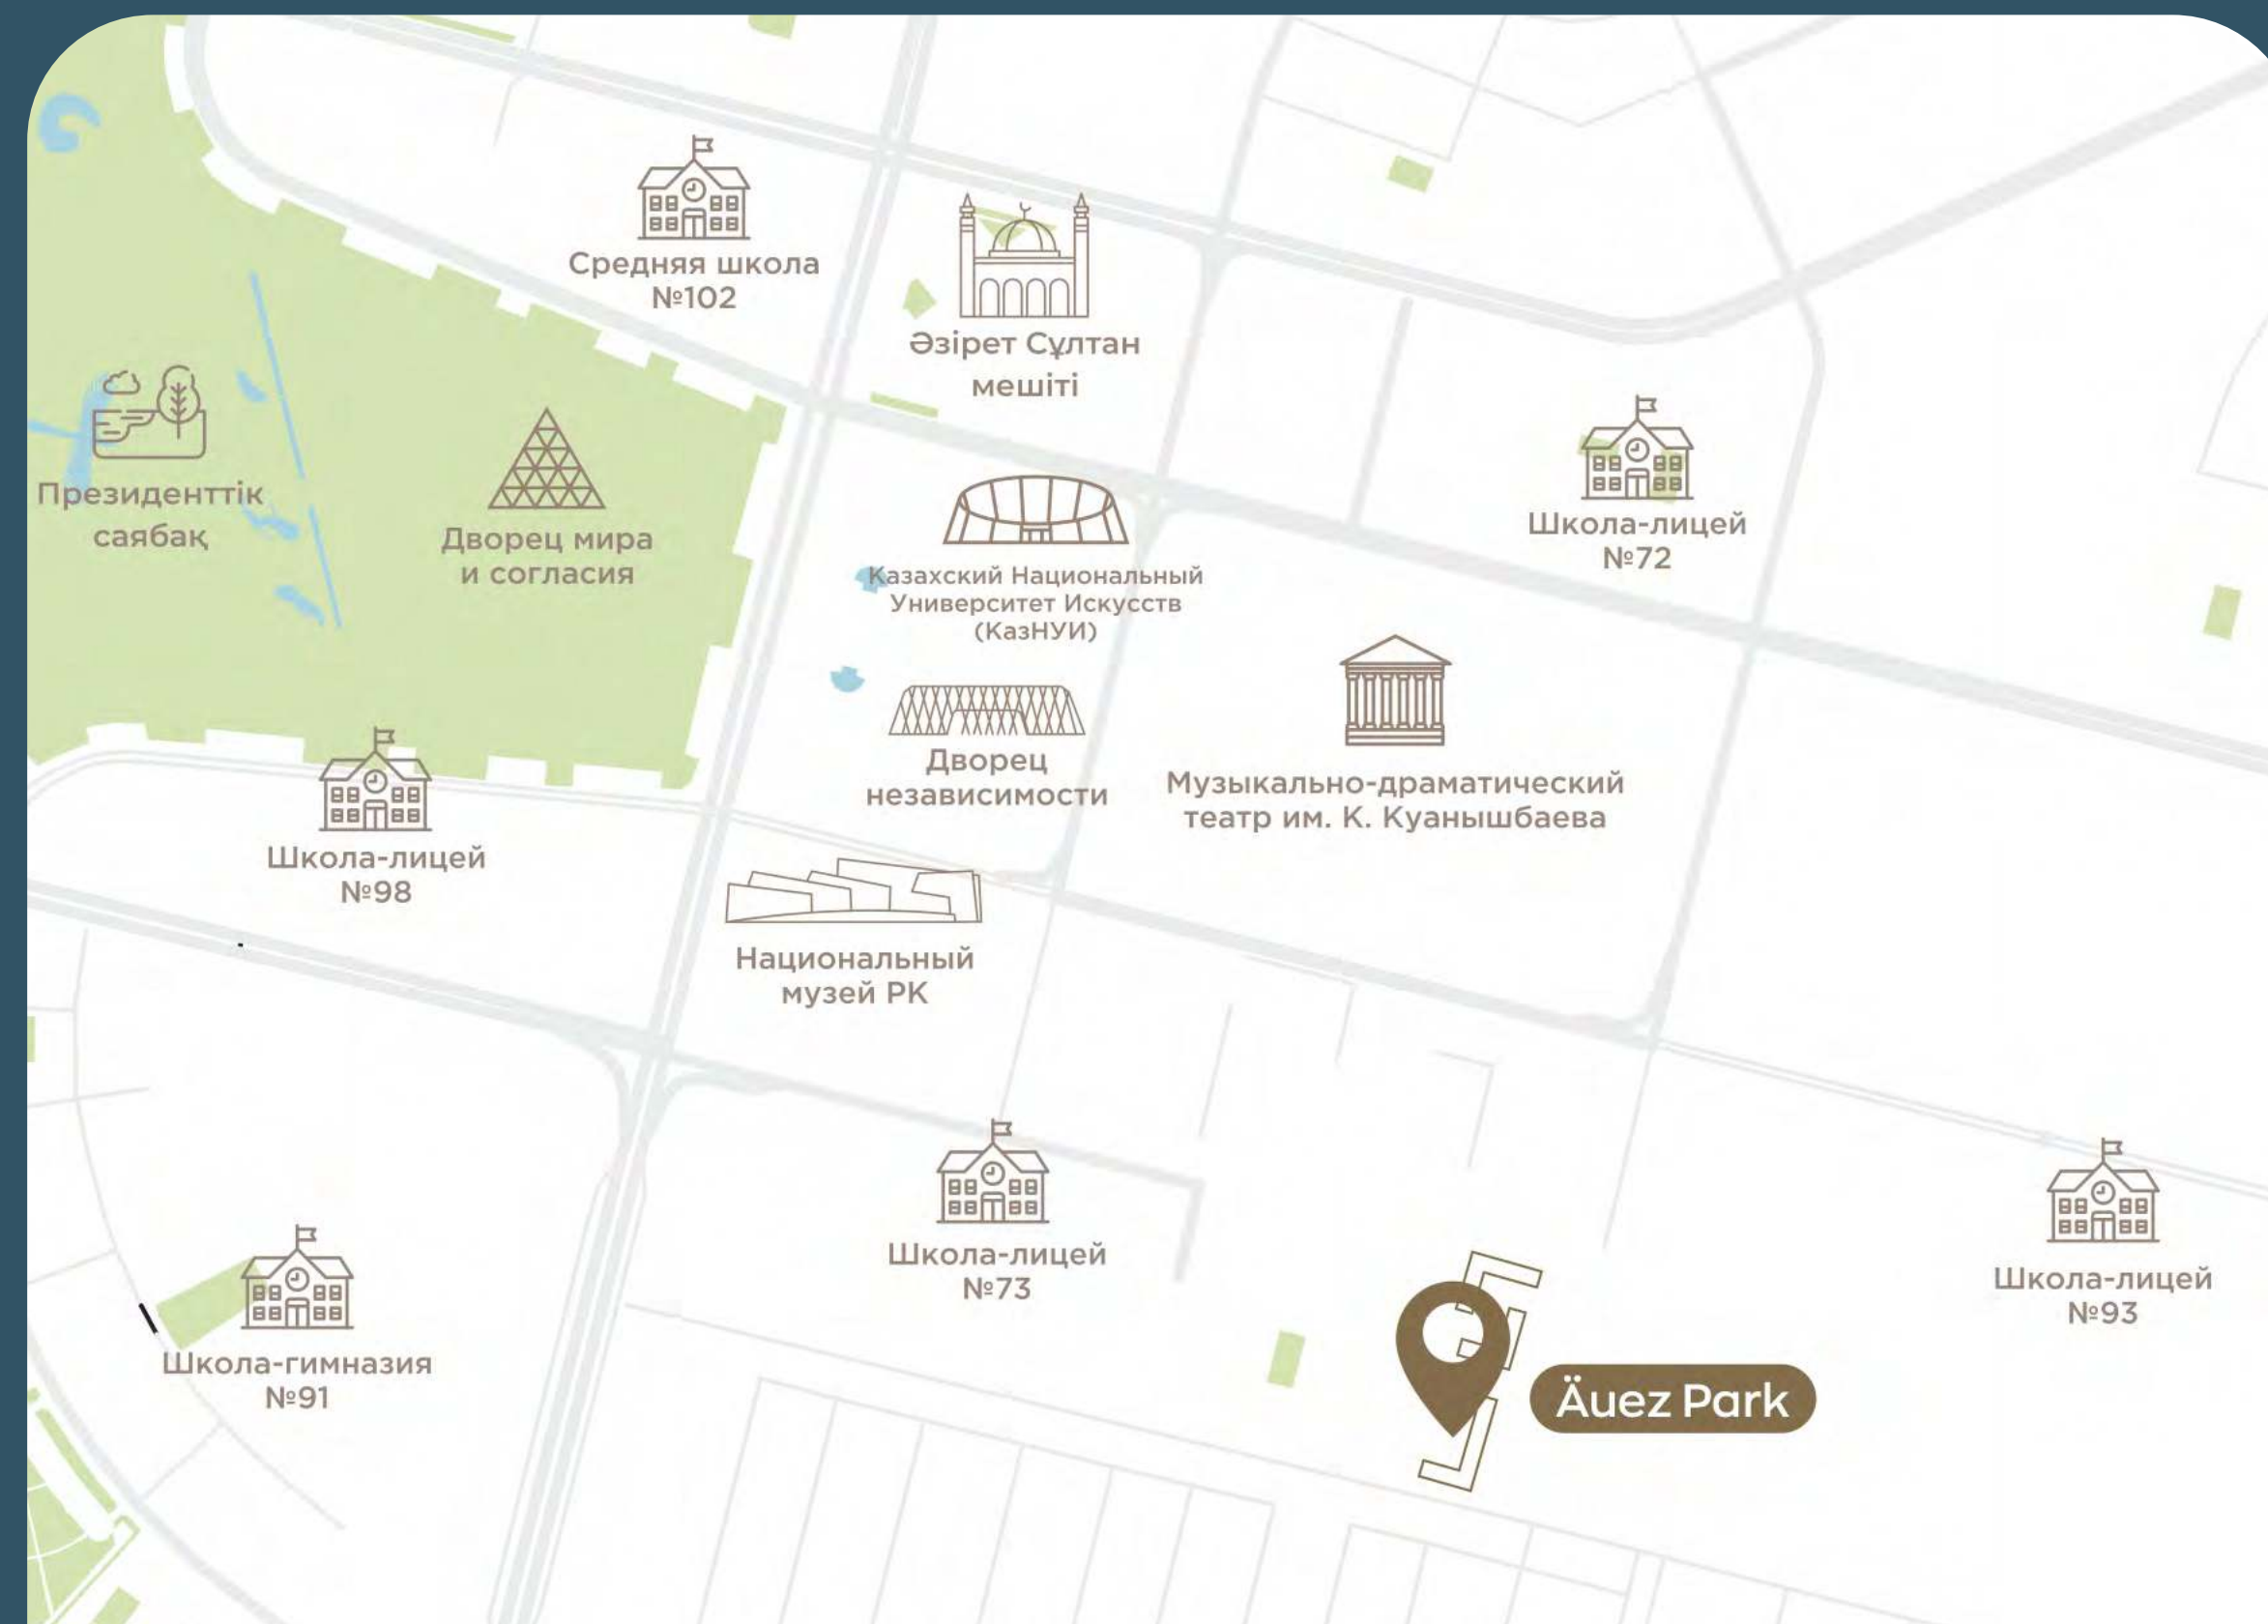 Средняя школа
№102
Әзірет Сұлтан
мешіті
Президенттік
саябақ
Дворец мира
и согласия
Казахский Национальный
Университет Искусств
(КазНУИ)
Школа-лицей
№72
Дворец
независимости
Музыкально-драматический
театр им. К. Куанышбаева
Школа-лицей
№98
Национальный
музей РК
Школа-лицей
№73
Школа-лицей
№93
Школа-гимназия
№91
Äuez Park